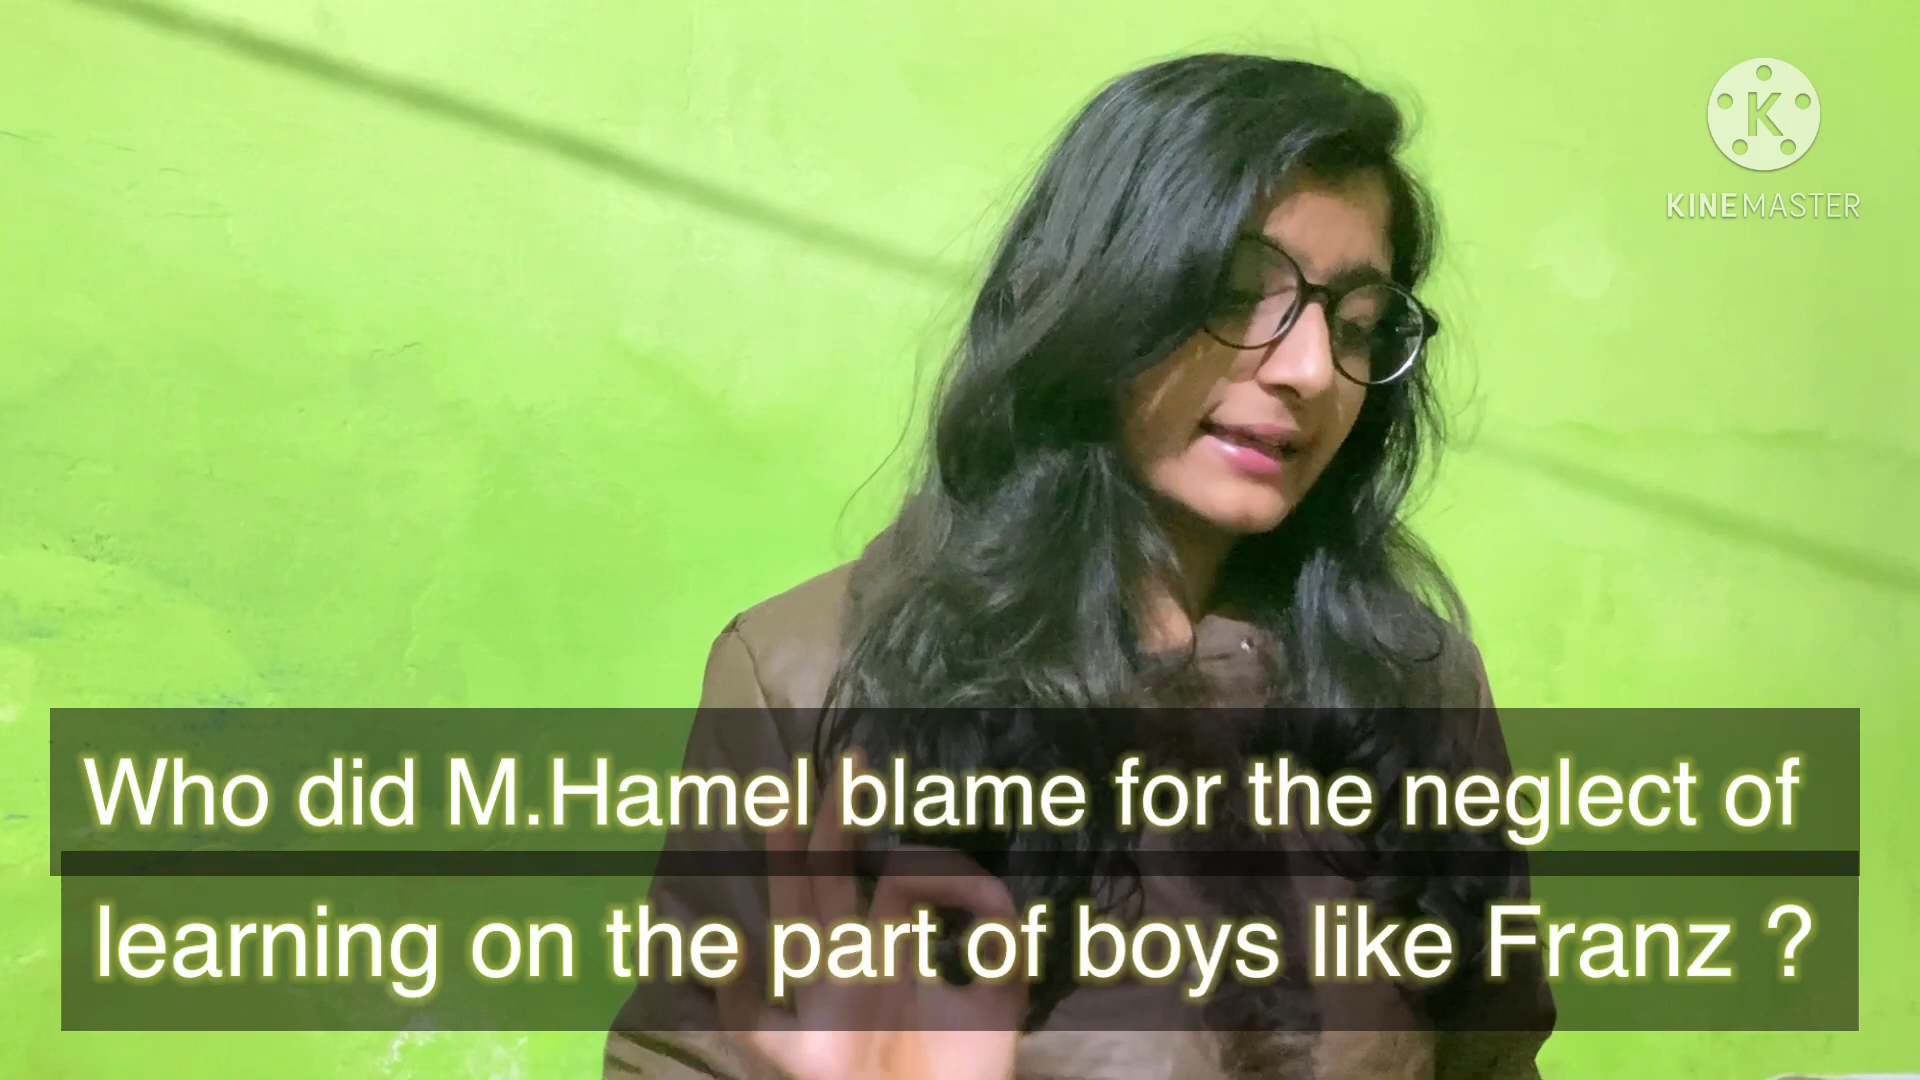 K
KINEMASTER
Who did M.Hamel blame for the neglect of
learning on the part of boys like Franz ?